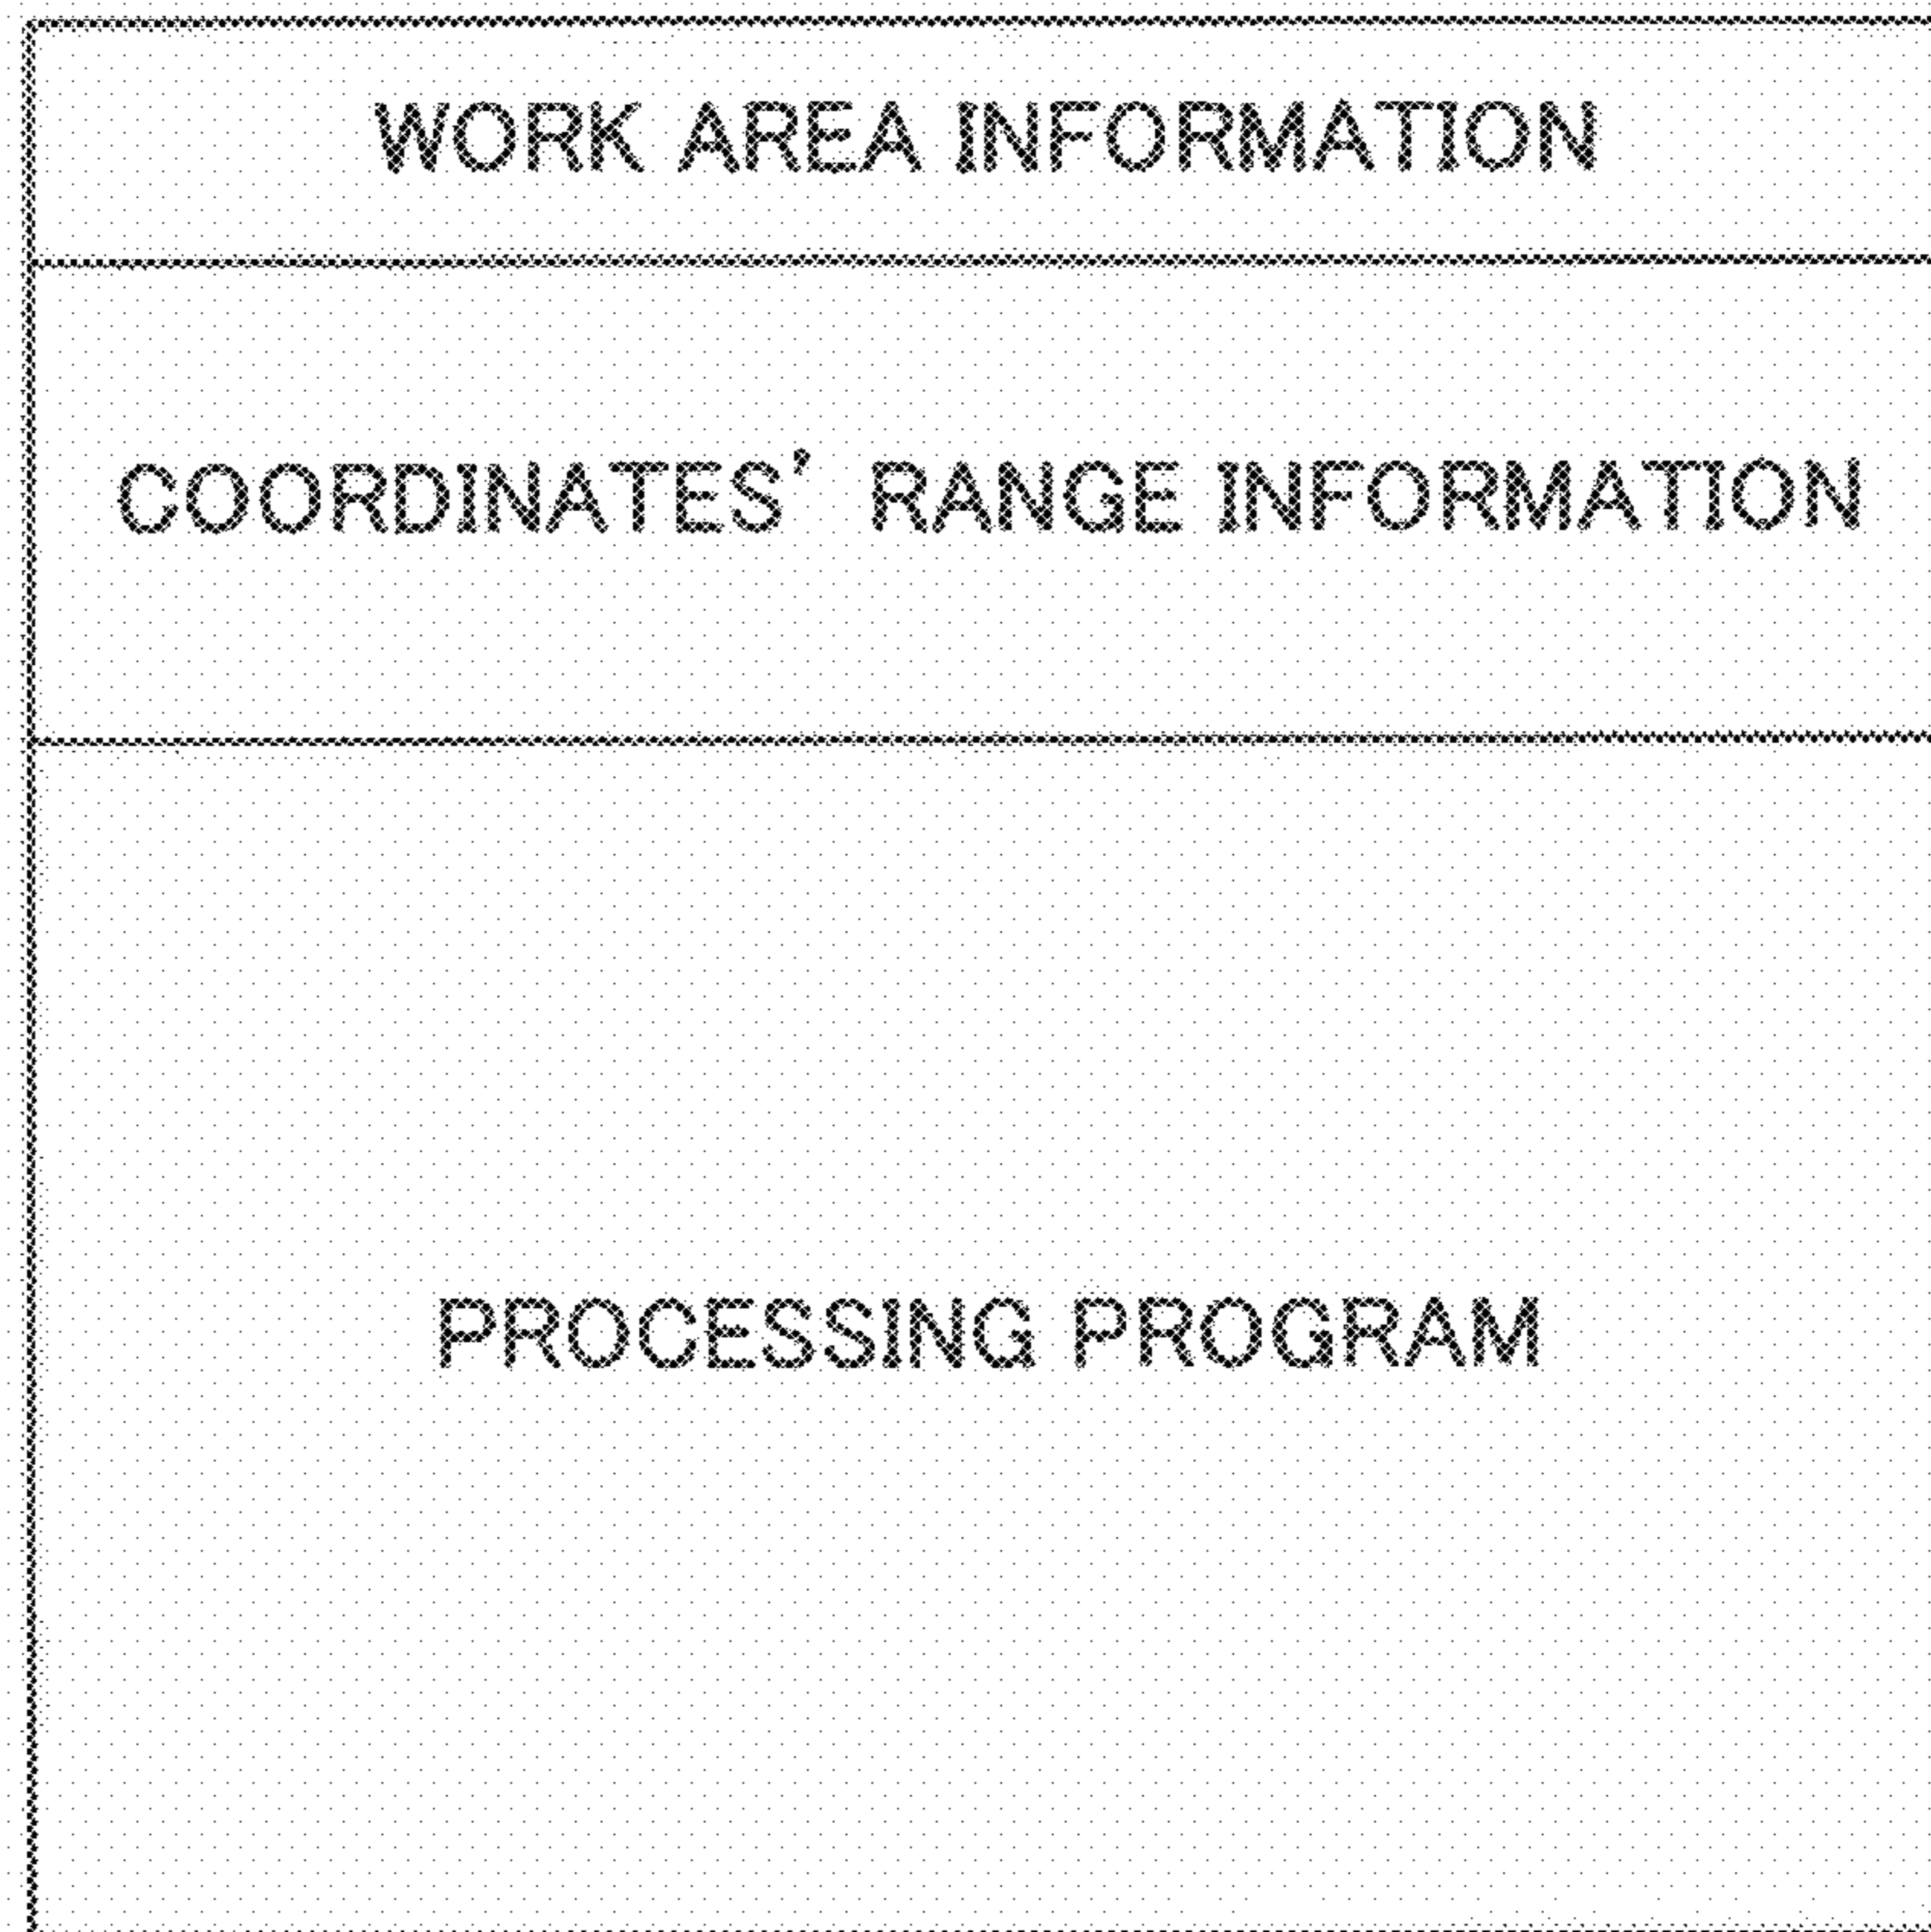 WORK AREA INFORMATION
COORDINATES' RANGE INFORMATION
PROCESSING PROGRAM